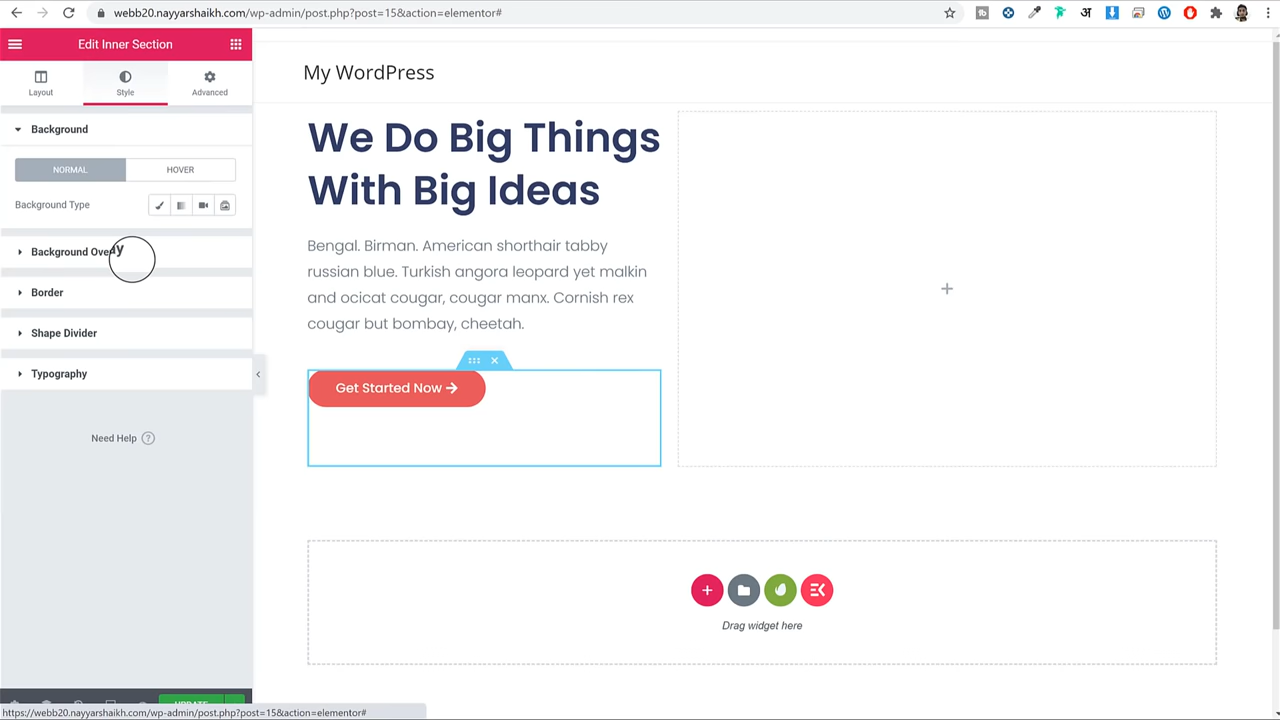 webb20.nayyarshaikh.com/wp-admin/post.php?post=15&action=elementor#
Edit Inner Section
Layout
Style
Advanced
Background
NORMAL
HOVER
Background Type
Background Overlay
Border
Shape Divider
Typography
Need Help ?
My WordPress
We Do Big Things
With Big Ideas
Bengal. Birman. American shorthair tabby
russian blue. Turkish angora leopard yet malkin
and ocicat cougar, cougar manx. Cornish rex
cougar but bombay, cheetah.
Get Started Now
Drag widget here
UPDATE
https://webb20.nayyarshaikh.com/wp-admin/post.php?post=15&action=elementor#